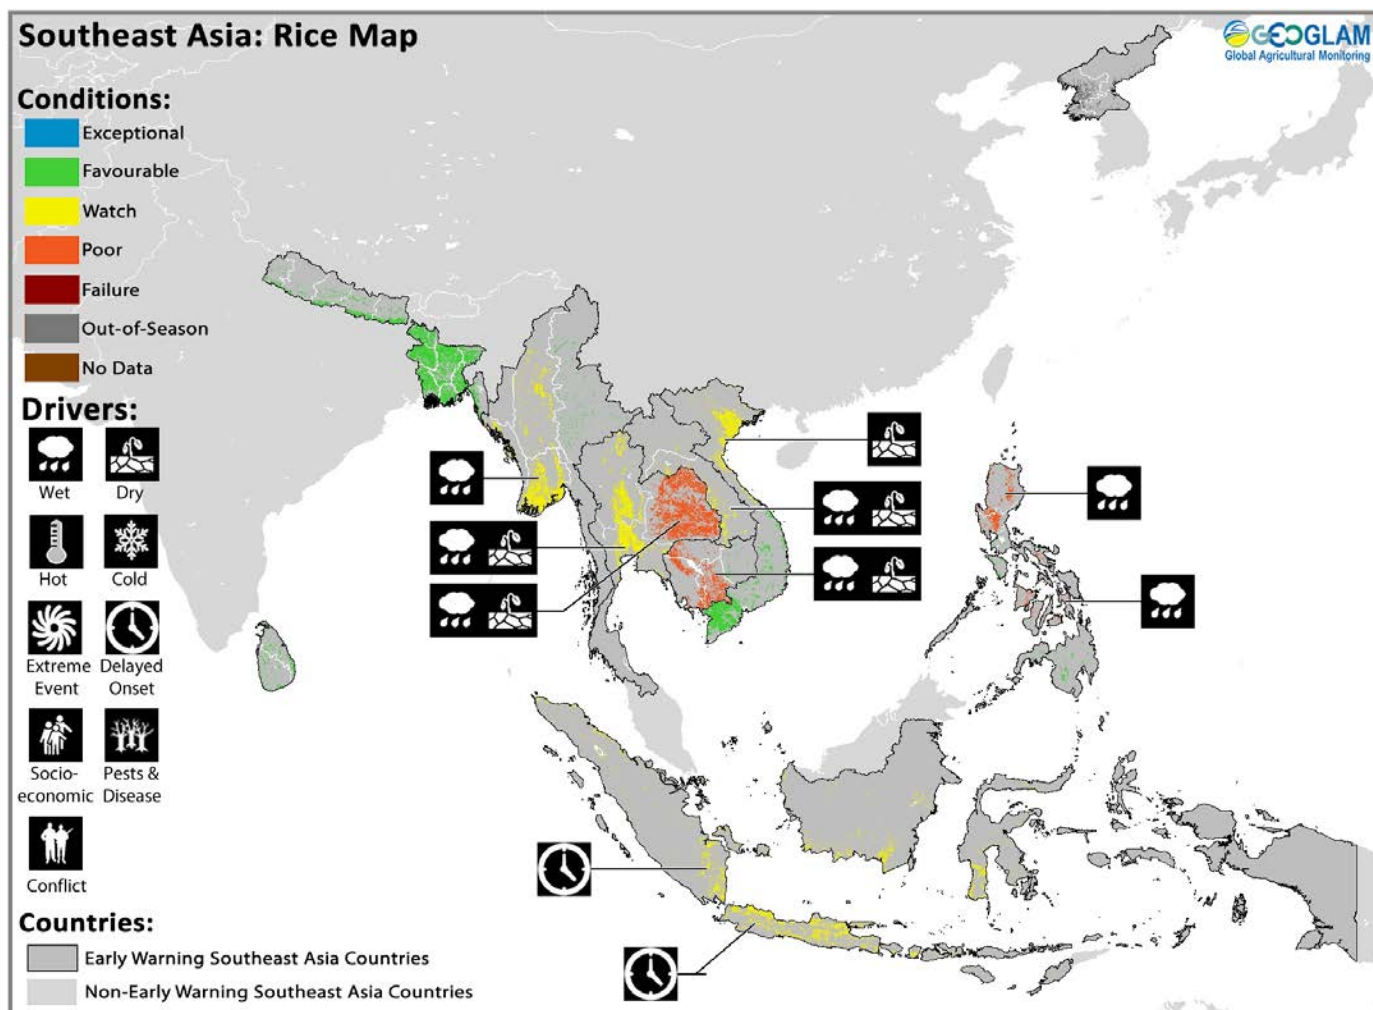 Southeast Asia: Rice Map
GEOGLAM
Global Agricultural Monitoring
Conditions:
Exceptional
Favourable
Watch
Poor
Failure
Out-of-Season
No Data
Drivers:
Wet
Dry
Hot
Cold
Extreme
Event
Delayed
Onset
Socio-
economic
Pests &
Disease
Conflict
Countries:
Early Warning Southeast Asia Countries
Non-Early Warning Southeast Asia Countries